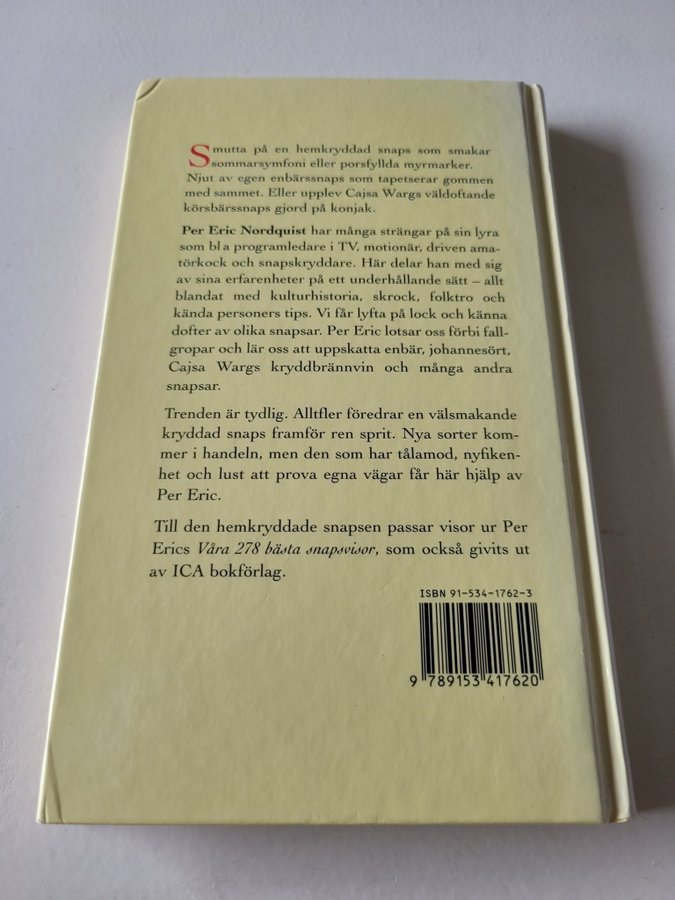 Smutta på en hemkryddad snaps som smakar
sommarsymfoni eller porsfyllda myrmarker.
Njut av egen enbärssnaps som tapetserar gommen
med sammet. Eller upplev Cajsa Wargs väldoftande
körsbärssnaps gjord på konjak.
Per Eric Nordquist har många strängar på sin lyra
som bl a programledare i TV, motionär, driven ama-
törkock och snapskryddare. Här delar han med sig
av sina erfarenheter på ett underhållande sätt – allt
blandat med kulturhistoria, skrock, folktro och
kända personers tips. Vi får lyfta på lock och känna
dofter av olika snapsar. Per Eric lotsar oss förbi fall-
gropar och lär oss att uppskatta enbär, johannesört,
Cajsa Wargs kryddbrännvin och många andra
snapsar.
Trenden är tydlig. Alltfler föredrar en välsmakande
kryddad snaps framför ren sprit. Nya sorter kom-
mer i handeln, men den som har tålamod, nyfiken-
het och lust att prova egna vägar får här hjälp av
Per Eric.
Till den hemkryddade snapsen passar visor ur Per
Erics Våra 278 bästa snapsvisor, som också givits ut
av ICA bokförlag.
ISBN 91-534-1762-3
9 789153 417620